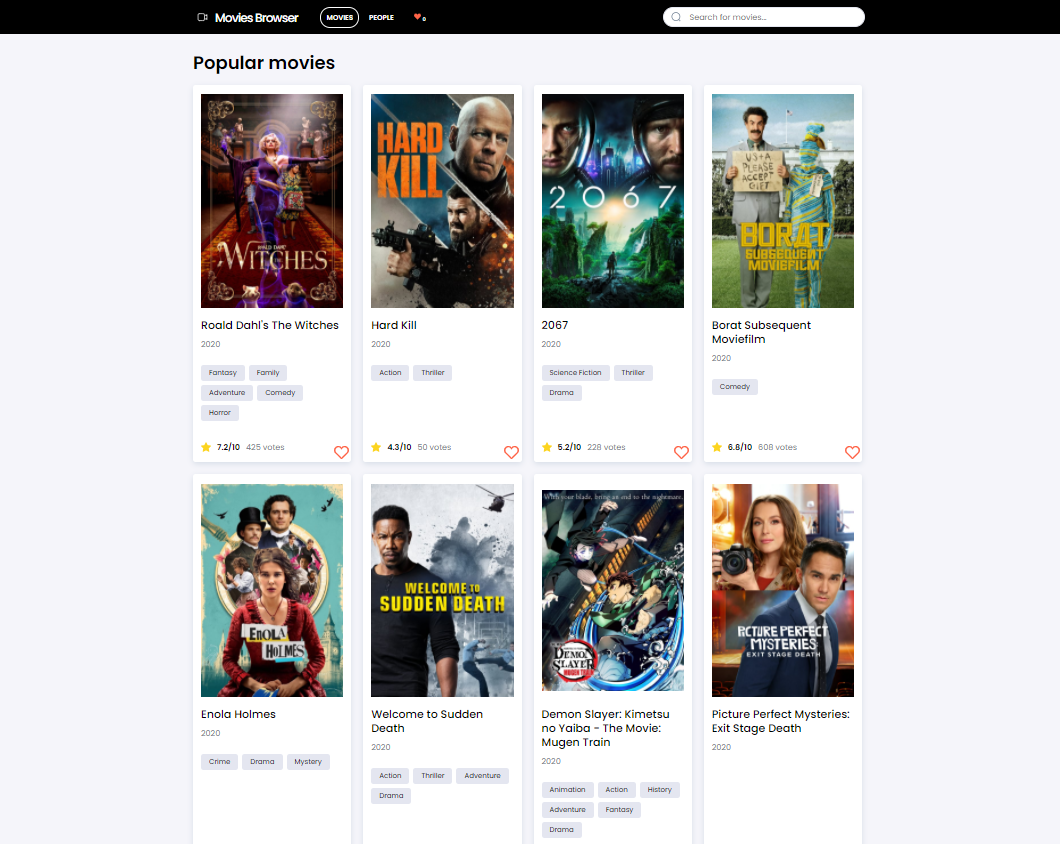 Movies Browser MOVIES PEOPLE 0 Search for movies...
Popular movies
ROALD DAHL'S
WITCHES
Roald Dahl's The Witches
2020
Fantasy Family
Adventure Comedy
Horror
7.2/10 425 votes
HARD
KILL
Hard Kill
2020
Action Thriller
4.3/10 50 votes
2067
2067
2020
Science Fiction Thriller
Drama
5.2/10 228 votes
US+A
PLEASE
ACCEPT
GIFT
BORAT
SUBSEQUENT
MOVIEFILM
Borat Subsequent
Moviefilm
2020
Comedy
6.8/10 608 votes
ENOLA
HOLMES
Enola Holmes
2020
Crime Drama Mystery
WELCOME TO
SUDDEN DEATH
Welcome to Sudden
Death
2020
Action Thriller Adventure
Drama
With your blade, bring an end to the nightmare.
DEMON
SLAYER
MUGEN TRAIN
Demon Slayer: Kimetsu
no Yaiba - The Movie:
Mugen Train
2020
Animation Action History
Adventure Fantasy
Drama
PICTURE PERFECT
MYSTERIES
EXIT STAGE DEATH
Picture Perfect Mysteries:
Exit Stage Death
2020